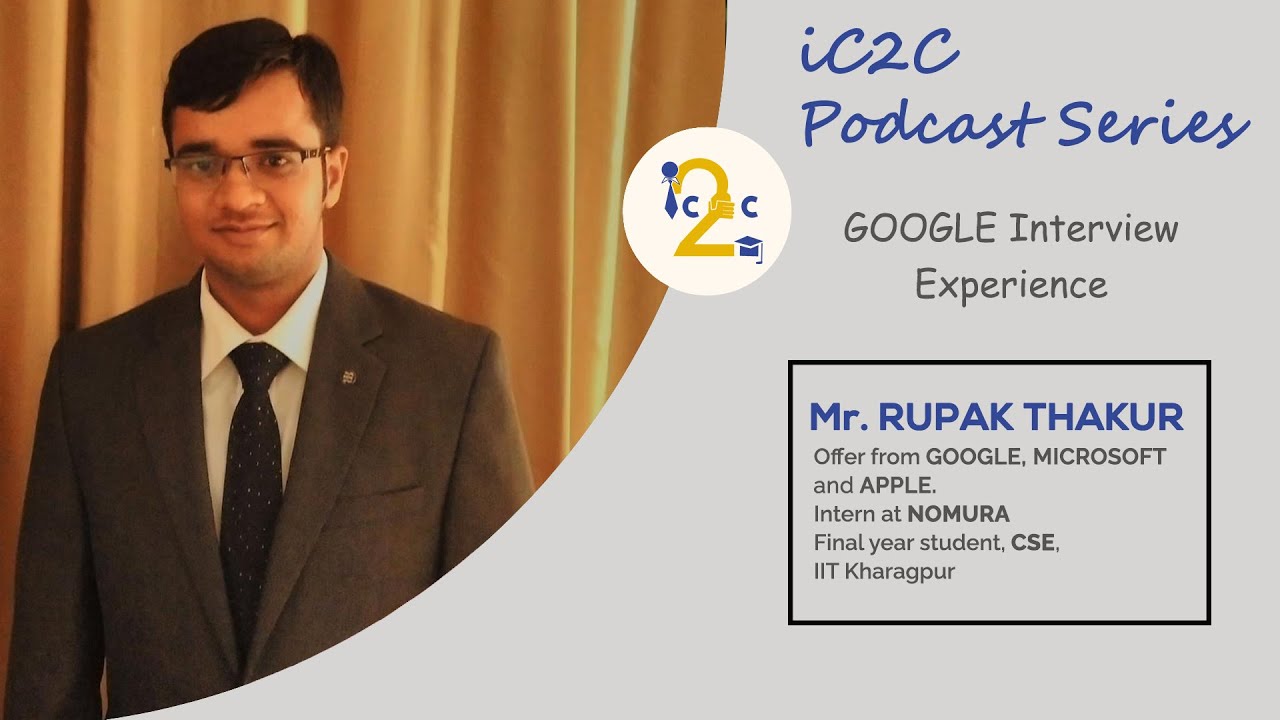 iC2C
Podcast Series
ic2c
GOOGLE Interview
Experience
Mr. RUPAK THAKUR
Offer from GOOGLE, MICROSOFT
and APPLE.
Intern at NOMURA
Final year student, CSE,
IIT Kharagpur